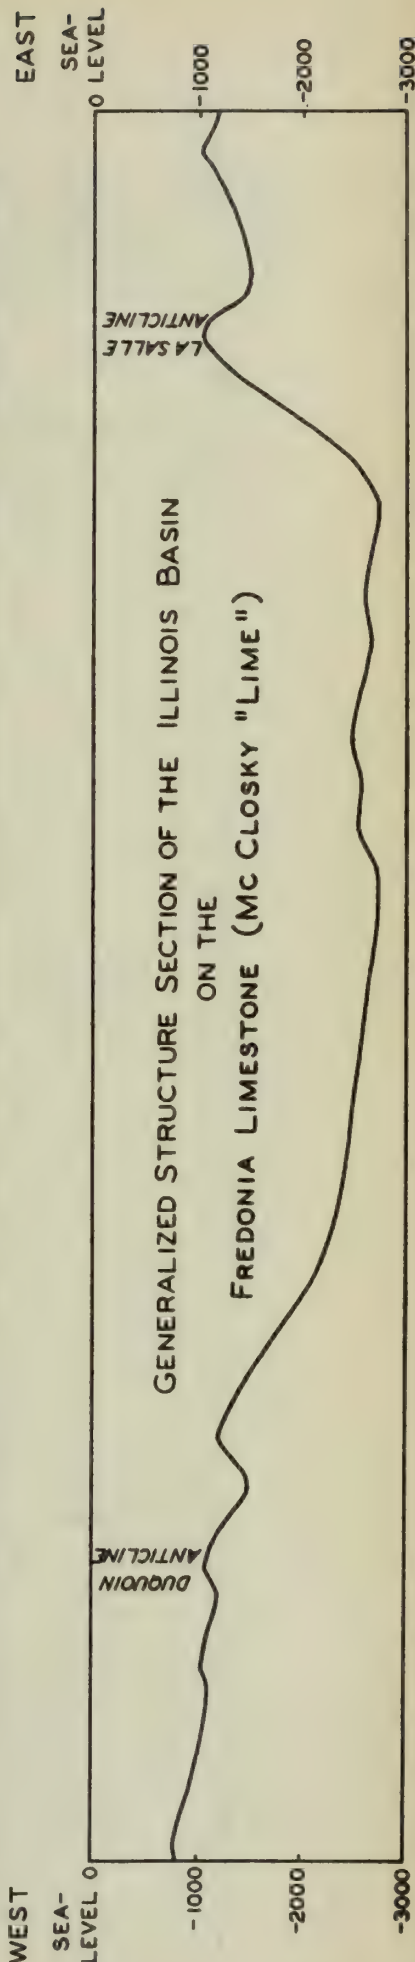 WEST
SEA-
LEVEL 0
-1000
-2000
-3000
DUQUOIN
ANTICLINE
GENERALIZED STRUCTURE SECTION OF THE ILLINOIS BASIN
ON THE
FREDONIA LIMESTONE (MC CLOSKY "LIME")
LA SALLE
ANTICLINE
EAST
SEA-
0 LEVEL
-1000
-2000
-3000